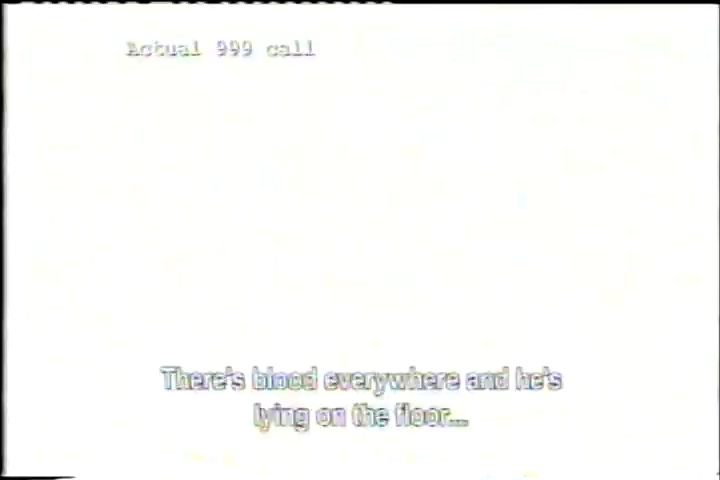 Actual 999 call
There's blood everywhere and he's
lying on the floor...